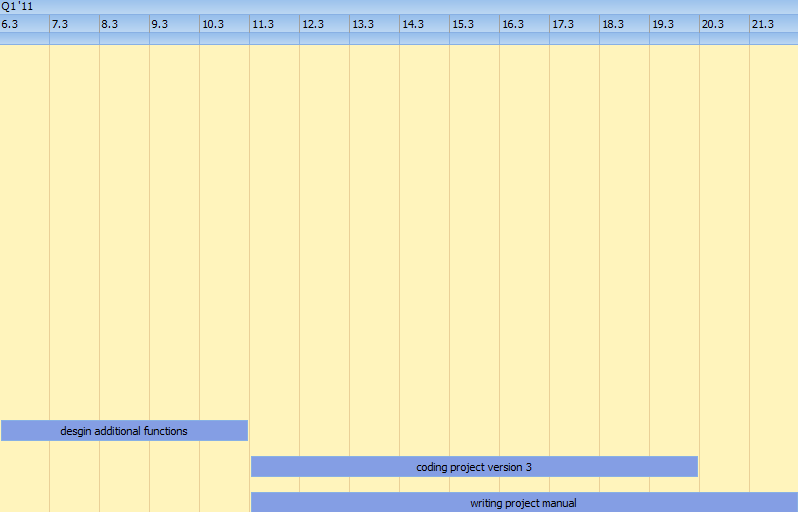 Q1 '11
6.3 7.3 8.3 9.3 10.3 11.3 12.3 13.3 14.3 15.3 16.3 17.3 18.3 19.3 20.3 21.3
desgin additional functions
coding project version 3
writing project manual